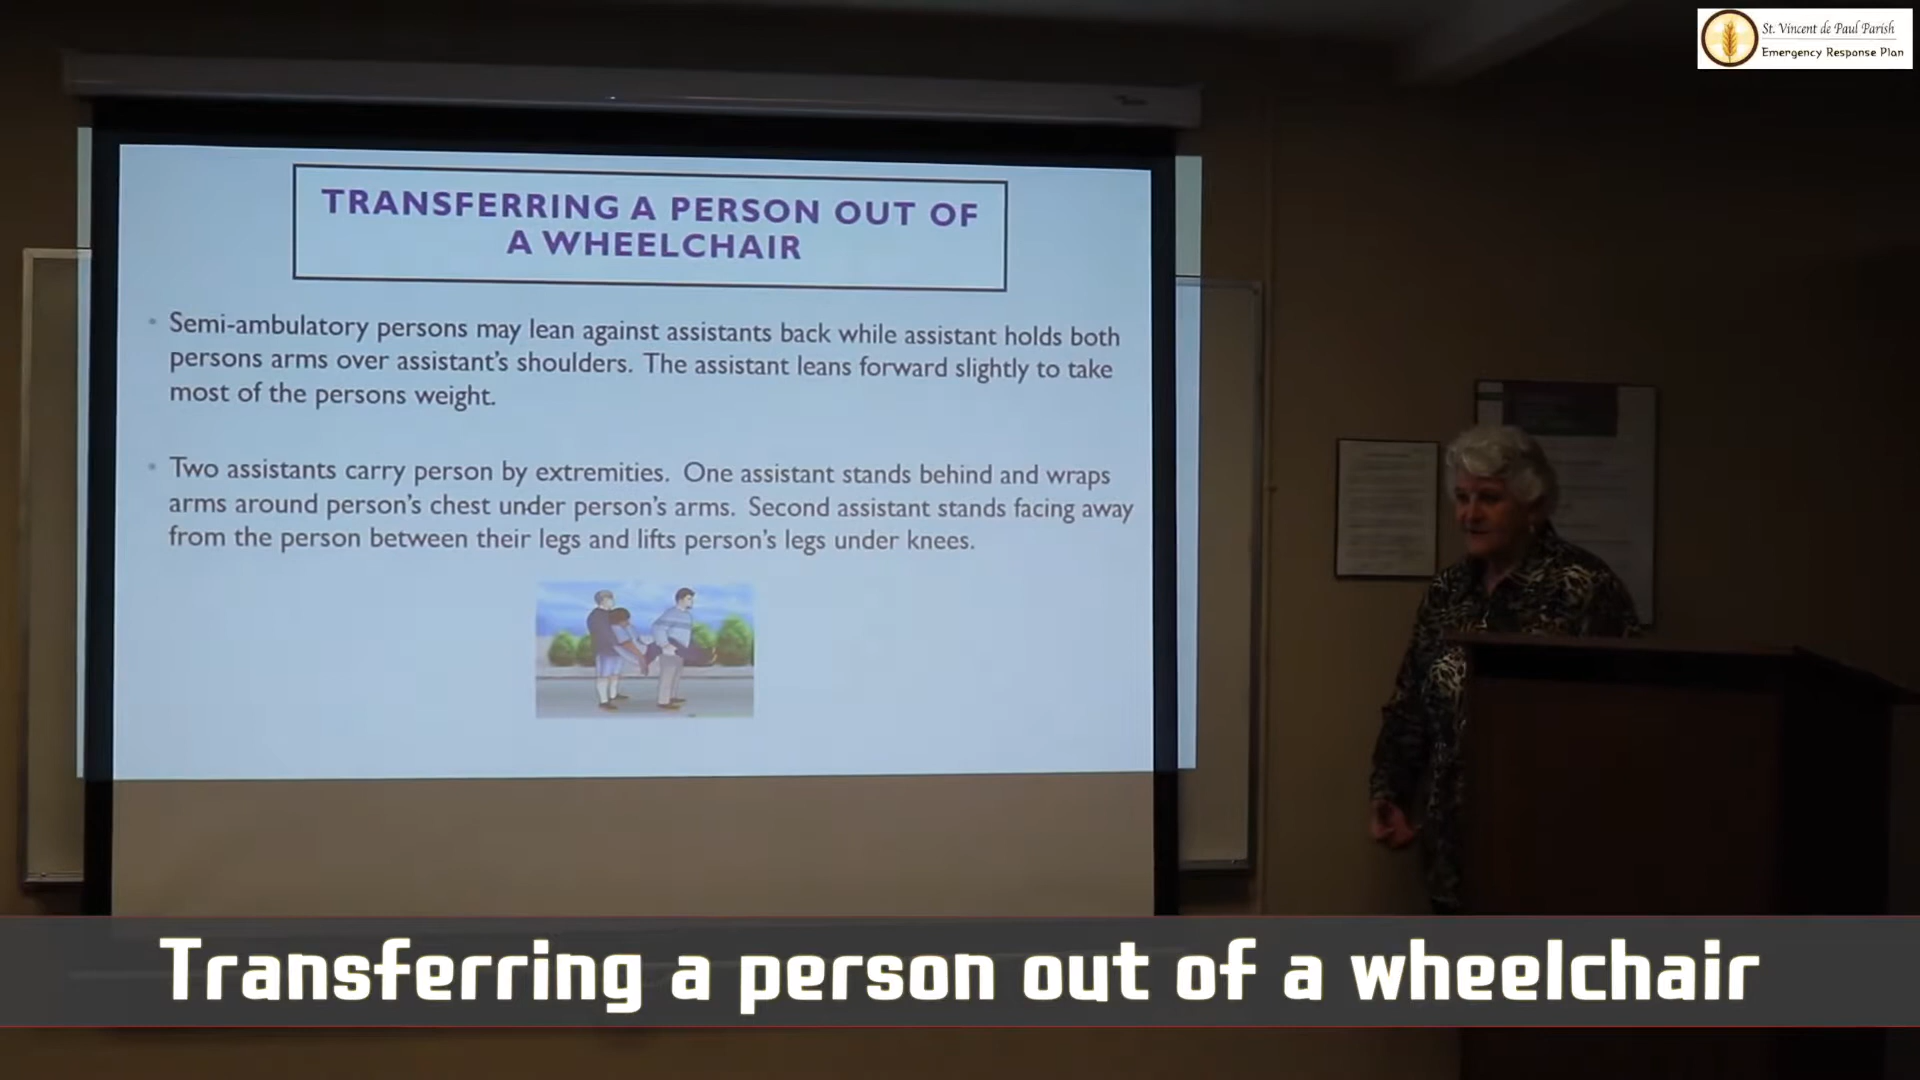 St. Vincent de Paul Parish
Emergency Response Plan
TRANSFERRING A PERSON OUT OF
A WHEELCHAIR
• Semi-ambulatory persons may lean against assistants back while assistant holds both
persons arms over assistant's shoulders. The assistant leans forward slightly to take
most of the persons weight.
• Two assistants carry person by extremities. One assistant stands behind and wraps
arms around person's chest under person's arms. Second assistant stands facing away
from the person between their legs and lifts person's legs under knees.
Transferring a person out of a wheelchair